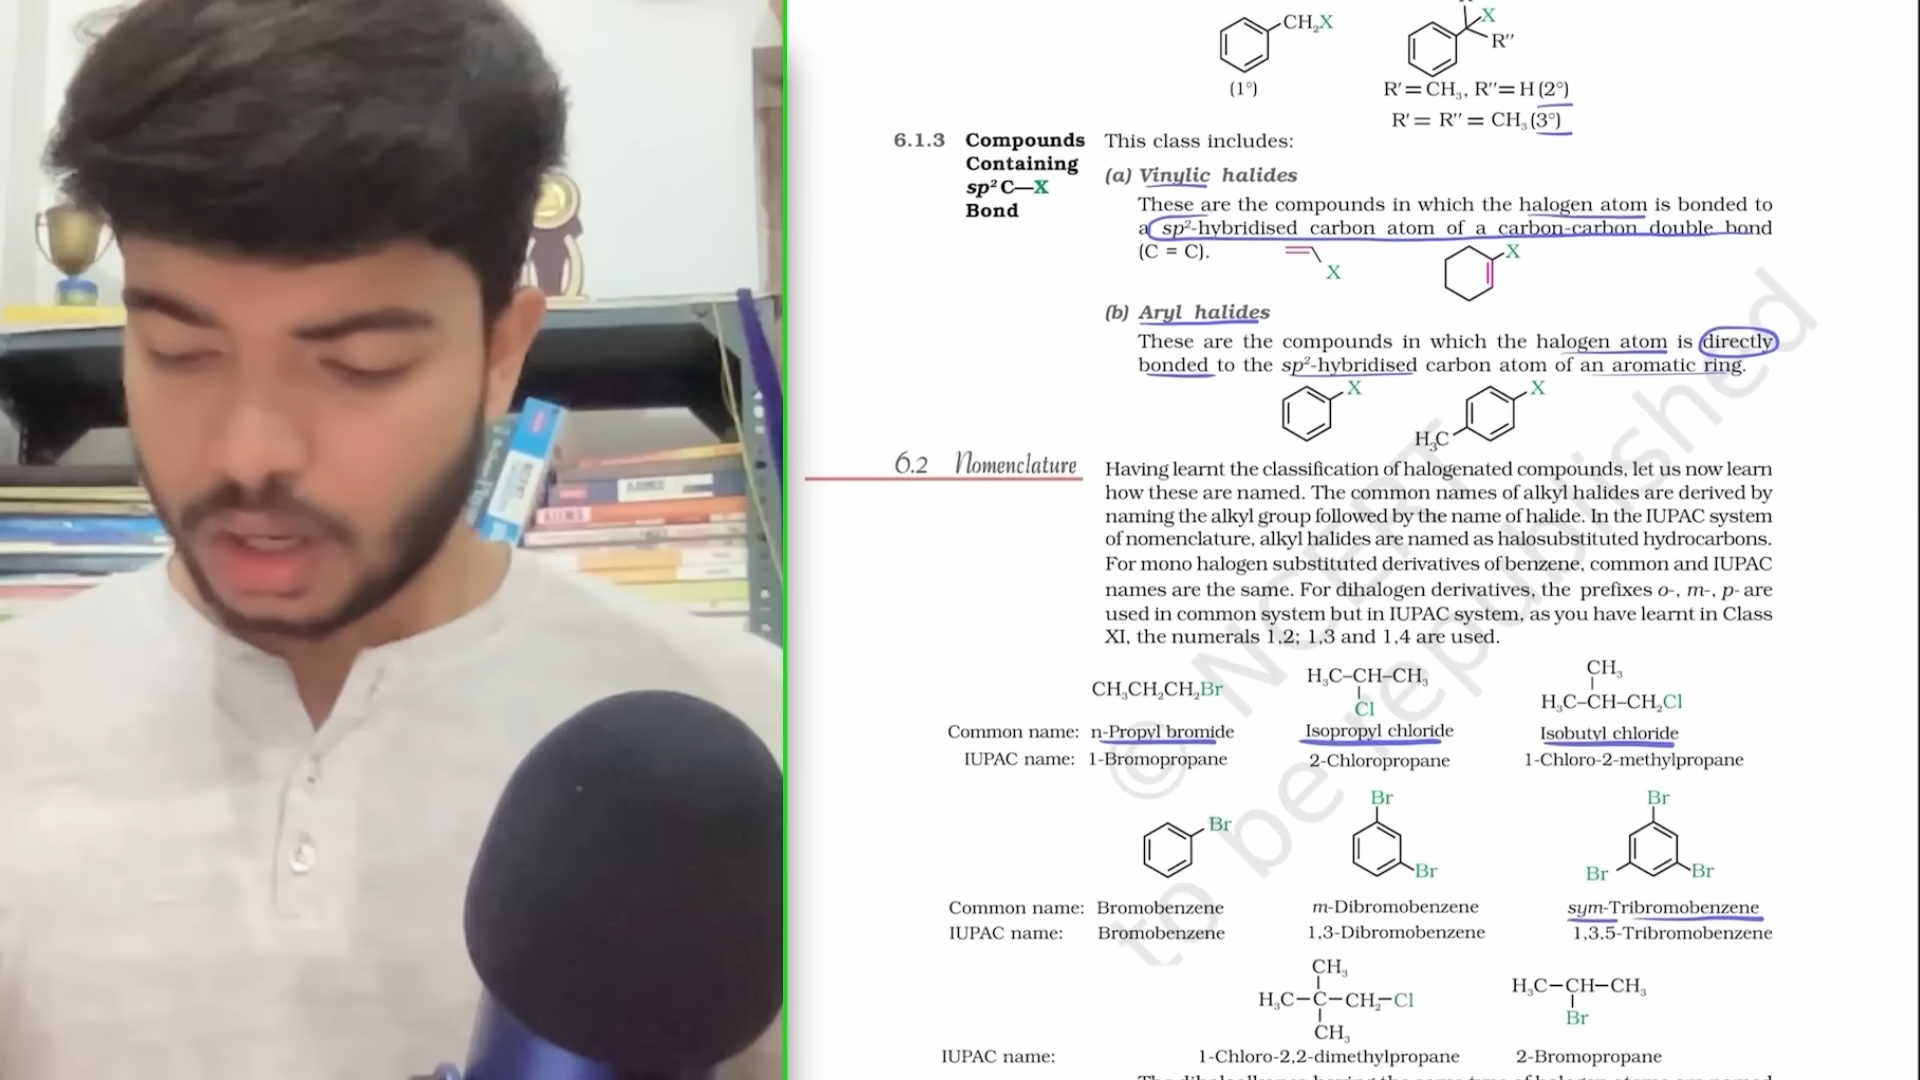 CH₂X
X
R″
(1°)
R′=CH₃, R″=H(2°)
R′= R″ = CH₃(3°)
6.1.3 Compounds Containing sp² C—X Bond
This class includes:
(a) Vinylic halides
These are the compounds in which the halogen atom is bonded to
a sp²-hybridised carbon atom of a carbon-carbon double bond
(C = C).
X
X
(b) Aryl halides
These are the compounds in which the halogen atom is directly
bonded to the sp²-hybridised carbon atom of an aromatic ring.
X
X
H₃C
6.2 Nomenclature
Having learnt the classification of halogenated compounds, let us now learn
how these are named. The common names of alkyl halides are derived by
naming the alkyl group followed by the name of halide. In the IUPAC system
of nomenclature, alkyl halides are named as halosubstituted hydrocarbons.
For mono halogen substituted derivatives of benzene, common and IUPAC
names are the same. For dihalogen derivatives, the prefixes o-, m-, p- are
used in common system but in IUPAC system, as you have learnt in Class
XI, the numerals 1,2; 1,3 and 1,4 are used.
CH₃
CH₃CH₂CH₂Br H₃C–CH–CH₃ H₃C–CH–CH₂Cl
Cl
Common name: n-Propyl bromide Isopropyl chloride Isobutyl chloride
IUPAC name: 1-Bromopropane 2-Chloropropane 1-Chloro-2-methylpropane
Br Br
Br
Br Br Br
Common name: Bromobenzene m-Dibromobenzene sym-Tribromobenzene
IUPAC name: Bromobenzene 1,3-Dibromobenzene 1,3,5-Tribromobenzene
CH₃
H₃C–C–CH₂–Cl H₃C–CH–CH₃
CH₃ Br
IUPAC name: 1-Chloro-2,2-dimethylpropane 2-Bromopropane
© NCERT
to be republished